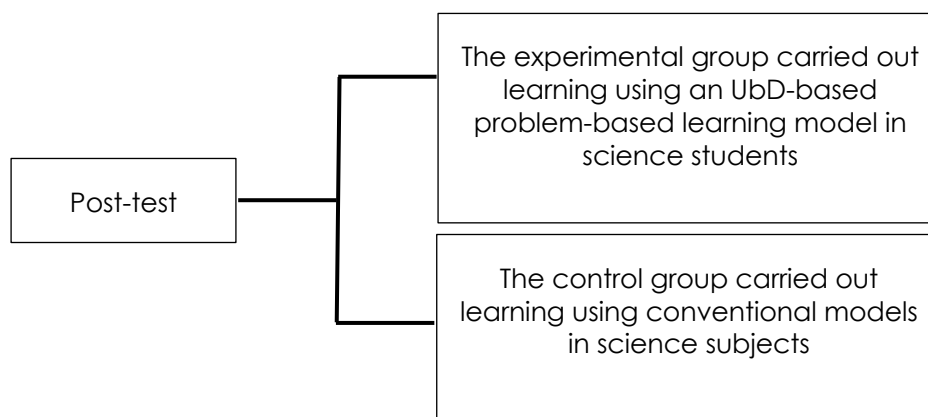 Post-test
The experimental group carried out
learning using an UbD-based
problem-based learning model in
science students
The control group carried out
learning using conventional models
in science subjects